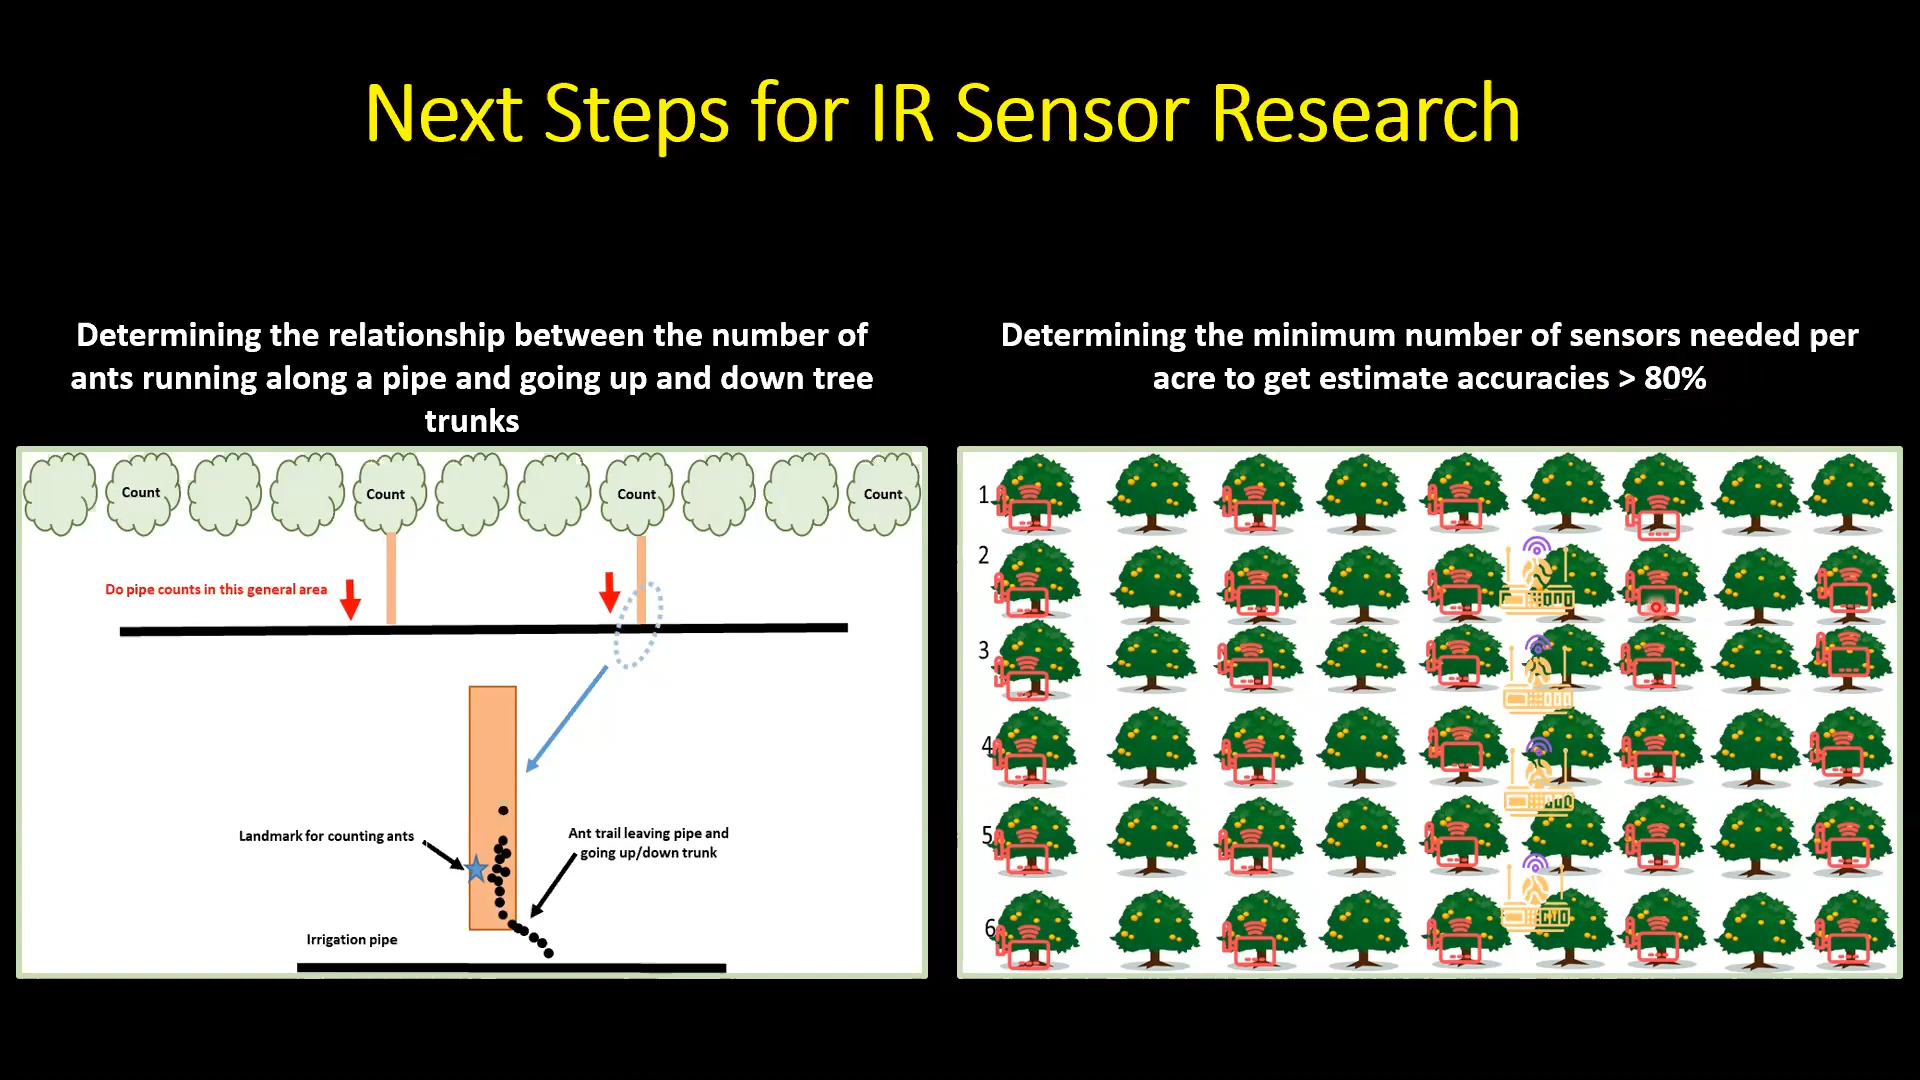 Next Steps for IR Sensor Research
Determining the relationship between the number of
ants running along a pipe and going up and down tree
trunks
Count
Count
Count
Count
Do pipe counts in this general area
Landmark for counting ants
Ant trail leaving pipe and
going up/down trunk
Irrigation pipe
Determining the minimum number of sensors needed per
acre to get estimate accuracies > 80%
1
2
3
4
5
6